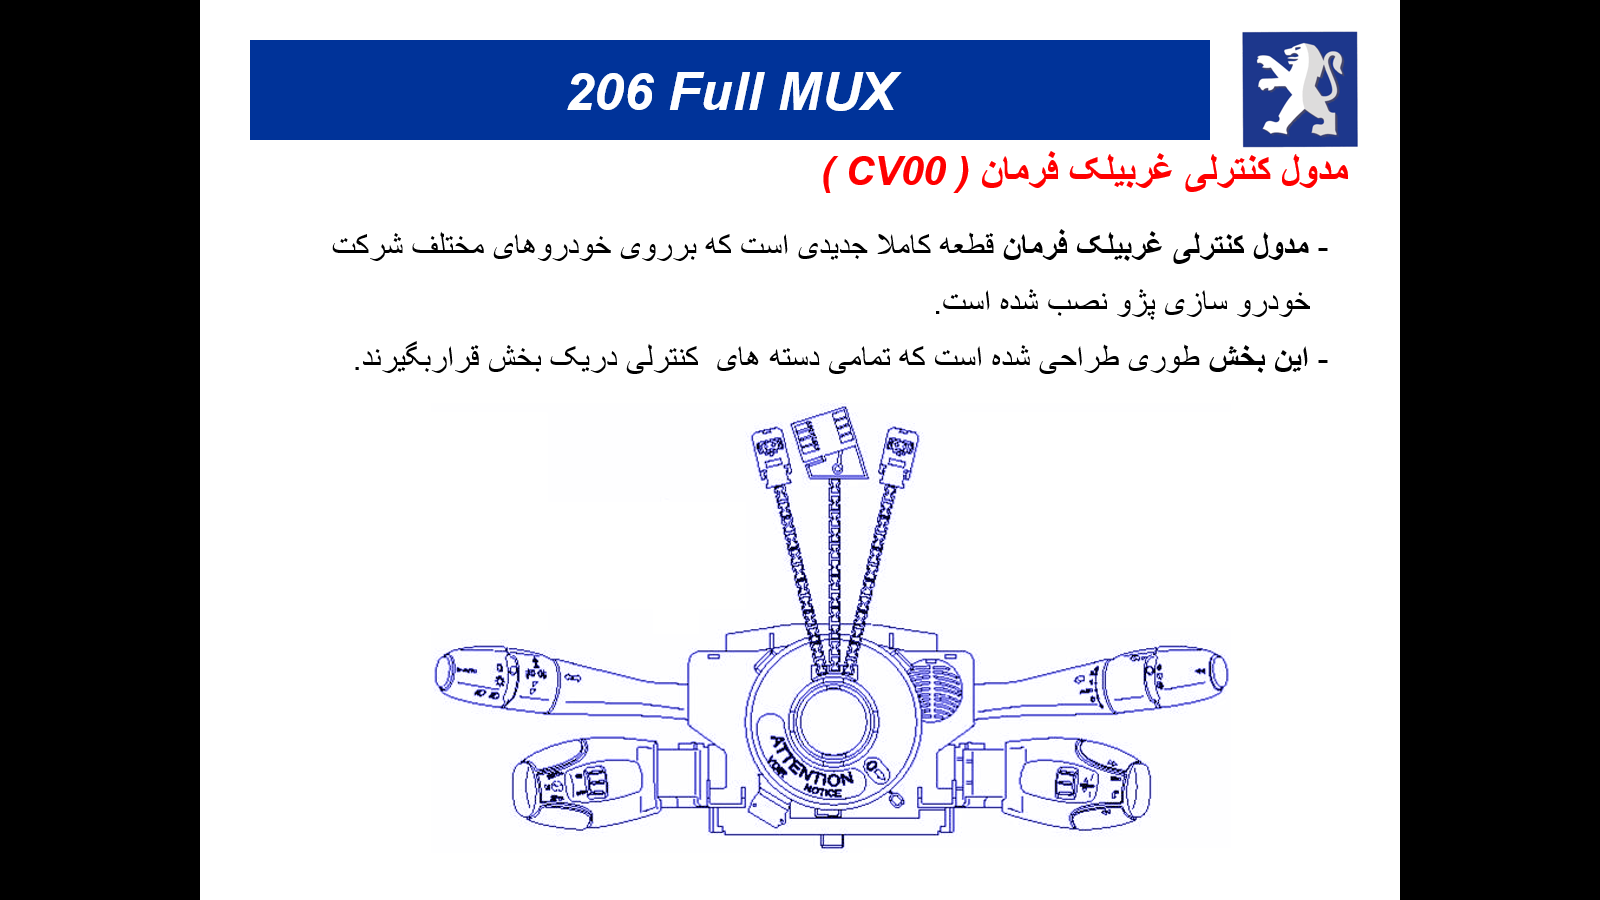 206 Full MUX
مدول کنترلی غربیلک فرمان ( CV00 )
- مدول کنترلی غربیلک فرمان قطعه کاملا جدیدی است که برروی خودروهای مختلف شرکت
خودرو سازی پژو نصب شده است.
- این بخش طوری طراحی شده است که تمامی دسته های کنترلی دریک بخش قراربگیرند.
ATTENTION
VOIR
NOTICE